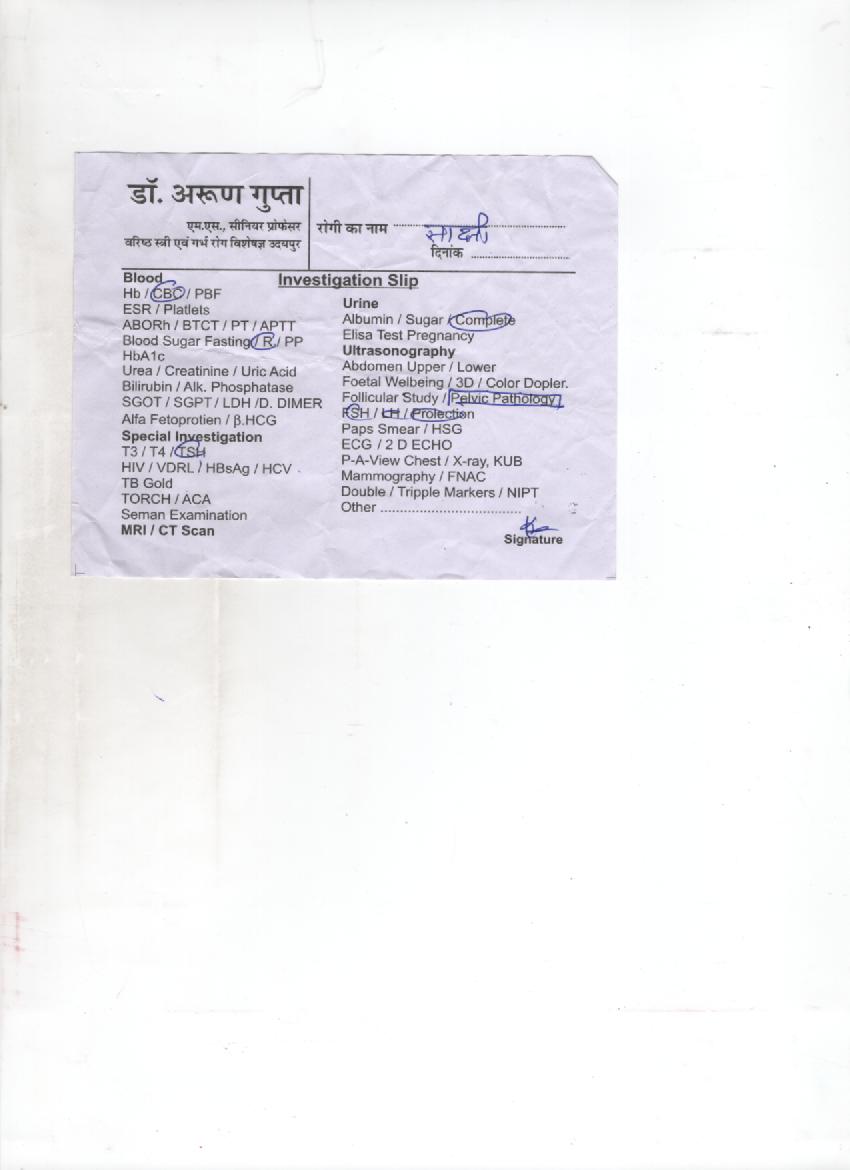 डॉ. अरूण गुप्ता
एम.एस., सीनियर प्रोफेसर
वरिष्ठ स्त्री एवं गर्भ रोग विशेषज्ञ उदयपुर
रोगी का नाम साक्षी
दिनांक
Investigation Slip
Blood
Hb / CBC / PBF
ESR / Platlets
ABORh / BTCT / PT / APTT
Blood Sugar Fasting / R / PP
HbA1c
Urea / Creatinine / Uric Acid
Bilirubin / Alk. Phosphatase
SGOT / SGPT / LDH /D. DIMER
Alfa Fetoprotien / β.HCG
Special Investigation
T3 / T4 / TSH
HIV / VDRL / HBsAg / HCV
TB Gold
TORCH / ACA
Seman Examination
MRI / CT Scan
Urine
Albumin / Sugar / Complete
Elisa Test Pregnancy
Ultrasonography
Abdomen Upper / Lower
Foetal Welbeing / 3D / Color Dopler.
Follicular Study / Pelvic Pathology
FSH / LH / Prolection
Paps Smear / HSG
ECG / 2 D ECHO
P-A-View Chest / X-ray, KUB
Mammography / FNAC
Double / Tripple Markers / NIPT
Other
Signature